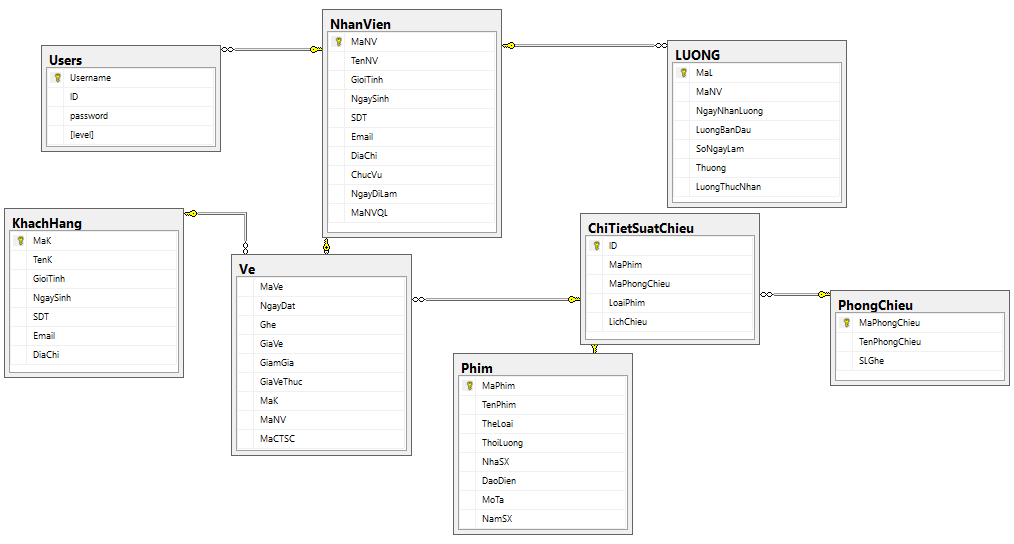 NhanVien
MaNV
TenNV
GioiTinh
NgaySinh
SDT
Email
DiaChi
ChucVu
NgayDiLam
MaNVQL
Users
Username
ID
password
[level]
LUONG
MaL
MaNV
NgayNhanLuong
LuongBanDau
SoNgayLam
Thuong
LuongThucNhan
KhachHang
MaK
TenK
GioiTinh
NgaySinh
SDT
Email
DiaChi
Ve
MaVe
NgayDat
Ghe
GiaVe
GiamGia
GiaVeThuc
MaK
MaNV
MaCTSC
ChiTietSuatChieu
ID
MaPhim
MaPhongChieu
LoaiPhim
LichChieu
PhongChieu
MaPhongChieu
TenPhongChieu
SLGhe
Phim
MaPhim
TenPhim
TheLoai
ThoiLuong
NhaSX
DaoDien
MoTa
NamSX